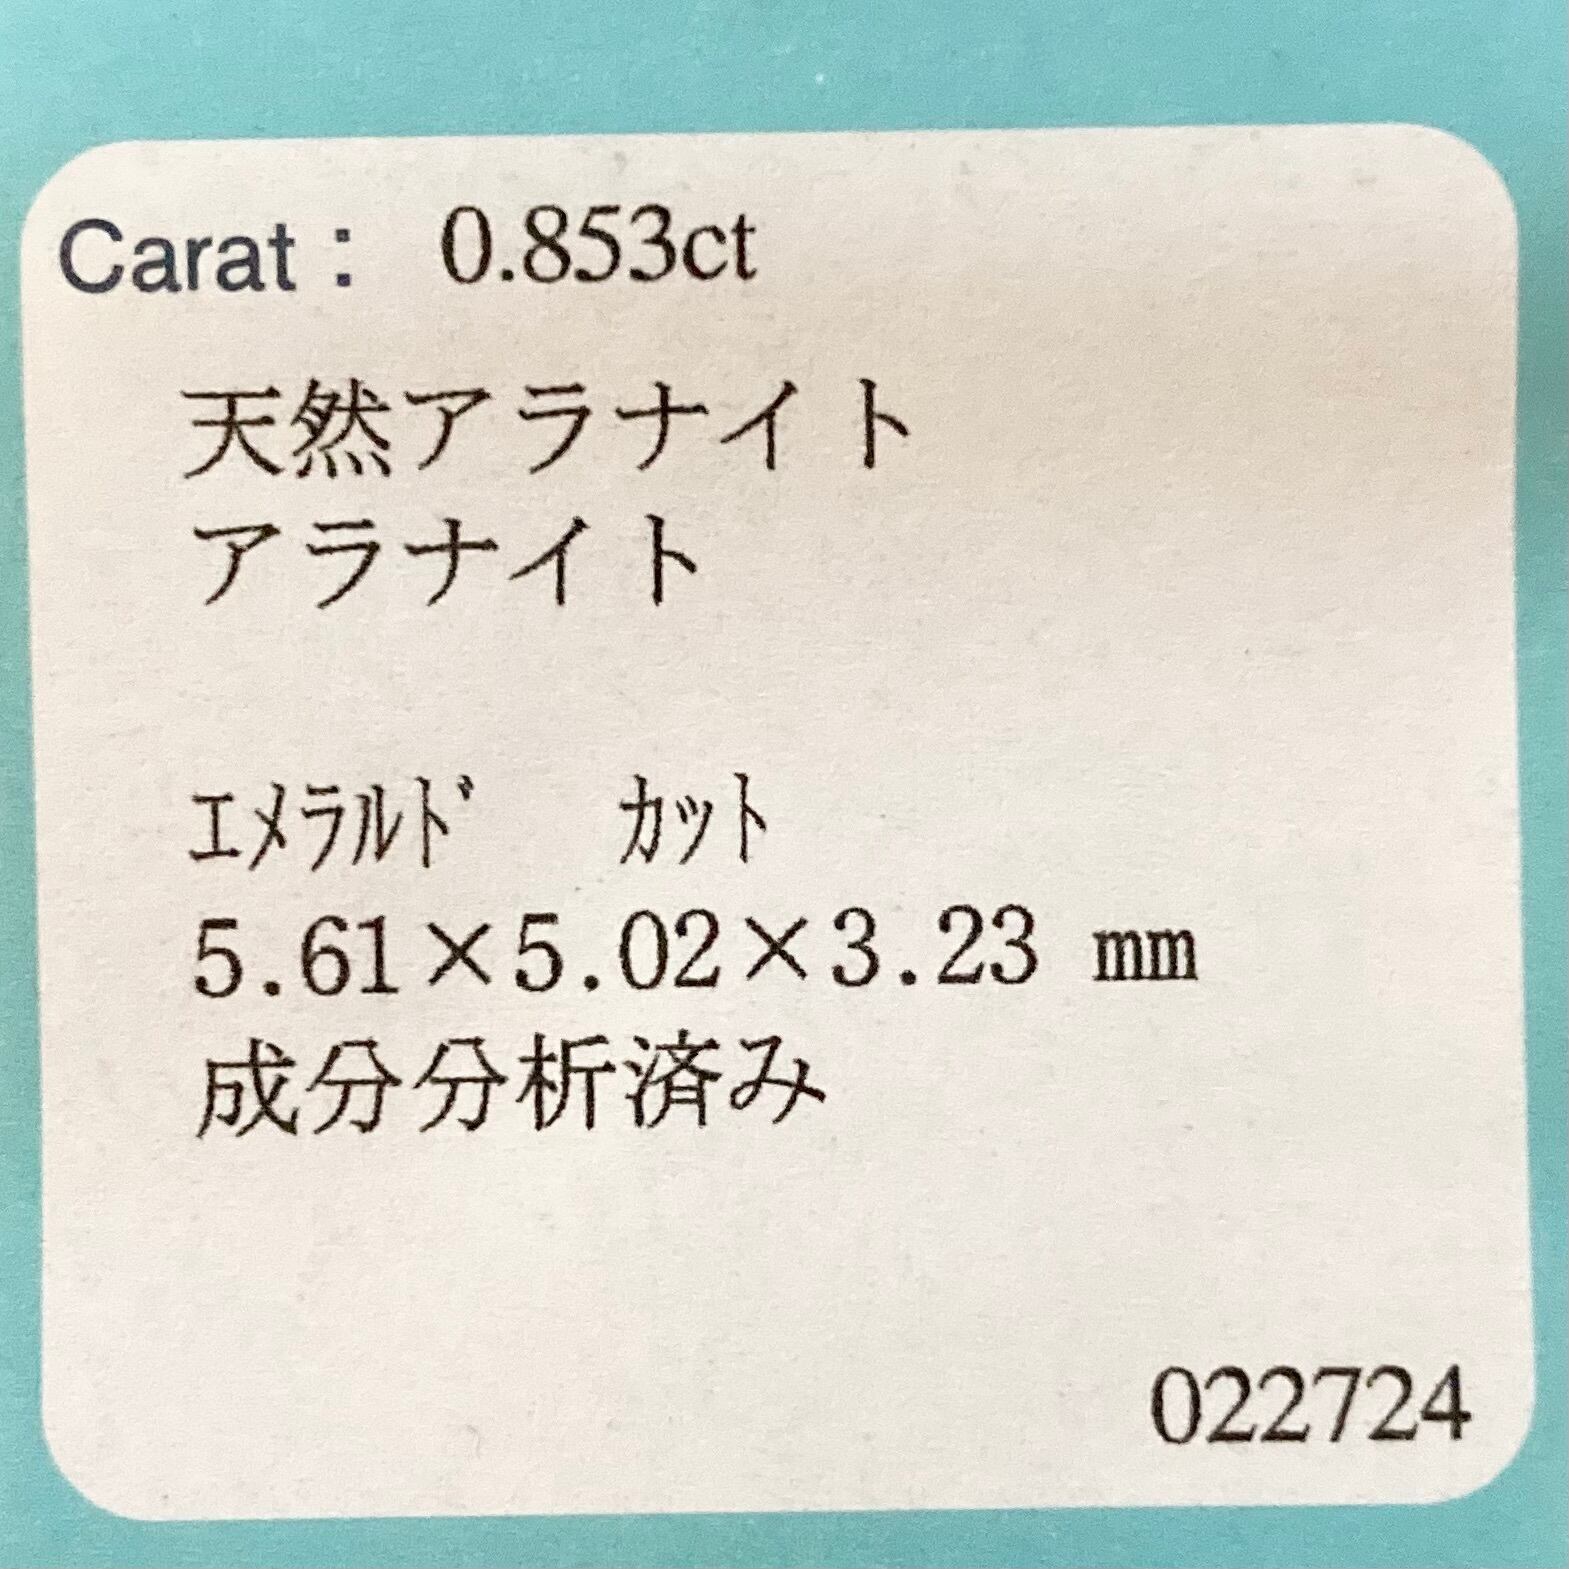 Carat： 0.853ct
天然アラナイト
アラナイト
ｴﾒﾗﾙﾄﾞ ｶｯﾄ
5.61×5.02×3.23 mm
成分分析済み
022724